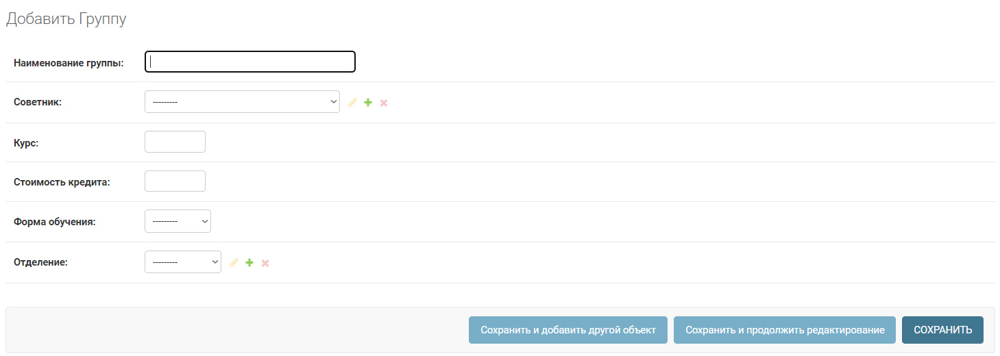 Добавить Группу
Наименование группы:
Советник: ---------
Курс:
Стоимость кредита:
Форма обучения: ---------
Отделение: ---------
Сохранить и добавить другой объект Сохранить и продолжить редактирование СОХРАНИТЬ